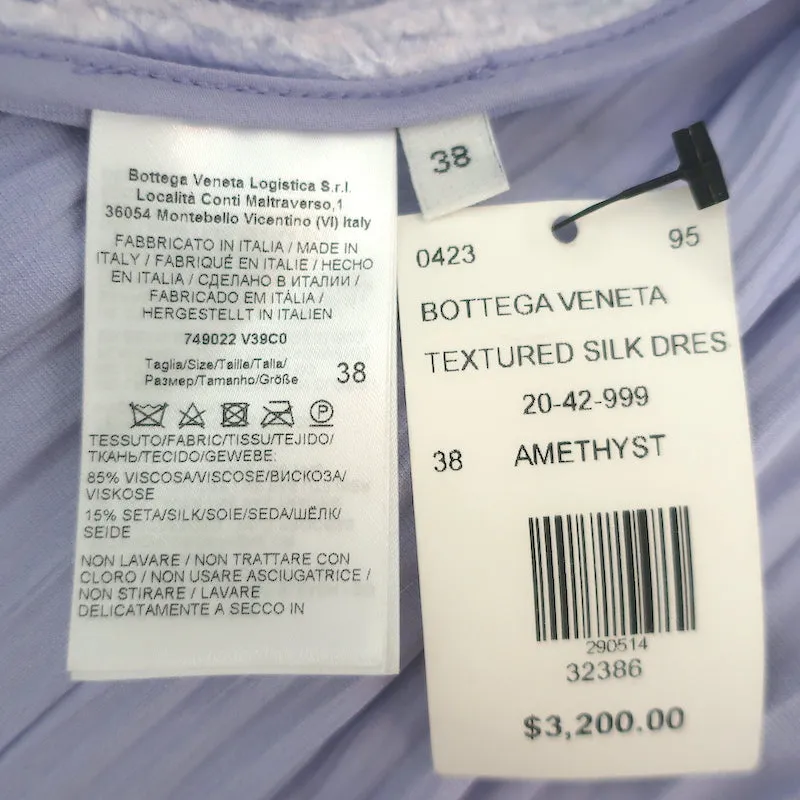 Bottega Veneta Logistica S.r.l.
Località Conti Maltraverso,1
36054 Montebello Vicentino (VI) Italy
FABBRICATO IN ITALIA / MADE IN
ITALY / FABRIQUÉ EN ITALIE / HECHO
EN ITALIA / СДЕЛАНО В ИТАЛИИ /
FABRICADO EM ITÁLIA /
HERGESTELLT IN ITALIEN
749022 V39C0
Taglia/Size/Taille/Talla/
Размер/Tamanho/Größe 38
P
TESSUTO/FABRIC/TISSU/TEJIDO/
ТКАНЬ/TECIDO/GEWEBE:
85% VISCOSA/VISCOSE/ВИСКОЗА/
VISKOSE
15% SETA/SILK/SOIE/SEDA/ШЁЛК/
SEIDE
NON LAVARE / NON TRATTARE CON
CLORO / NON USARE ASCIUGATRICE /
NON STIRARE / LAVARE
DELICATAMENTE A SECCO IN
38
0423 95
BOTTEGA VENETA
TEXTURED SILK DRES
20-42-999
38 AMETHYST
290514
32386
$3,200.00